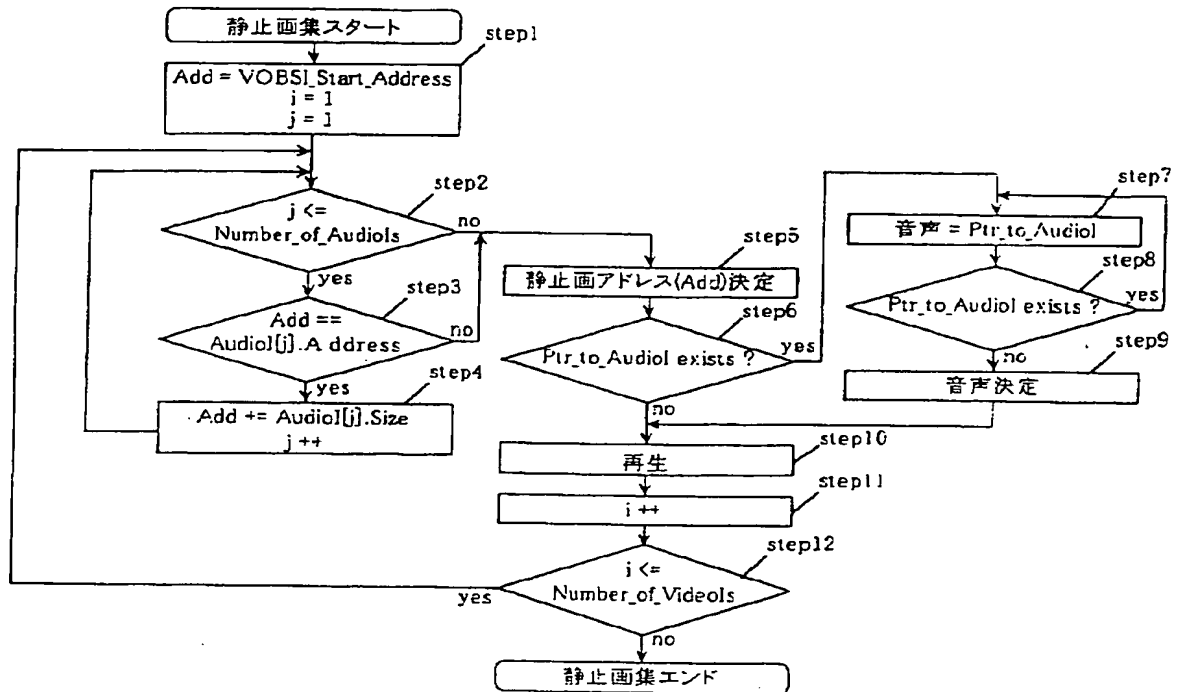 静止画集スタート
step1
Add = VOBSI_Start_Address
i = 1
j = 1
step2
j <=
Number_of_AudioIs
no
yes
step3
Add ==
AudioI[j].Address
no
yes
step4
Add += AudioI[j].Size
j ++
step5
静止画アドレス(Add)決定
step6
Ptr_to_AudioI exists ?
yes
no
step7
音声 = Ptr_to_AudioI
step8
Ptr_to_AudioI exists ?
yes
no
step9
音声決定
step10
再生
step11
i ++
step12
i <=
Number_of_VideoIs
yes
no
静止画集エンド